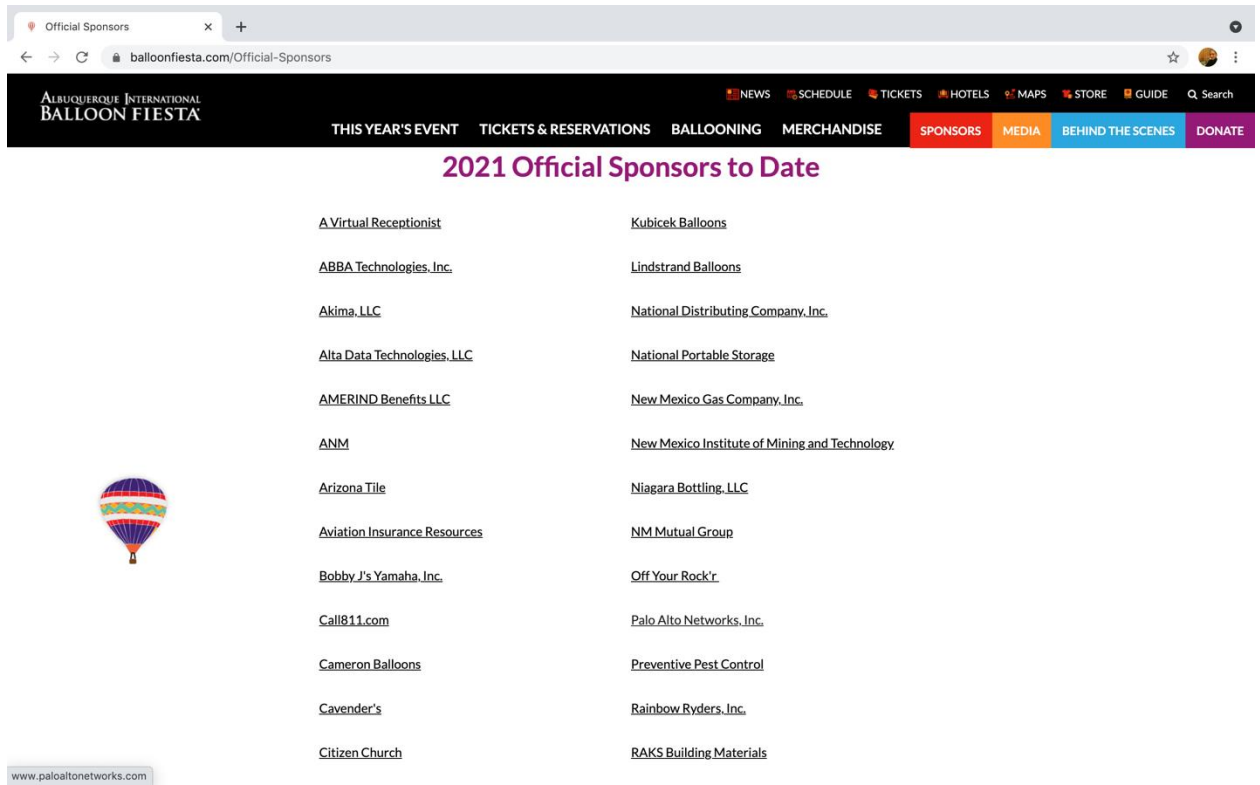 Official Sponsors
balloonfiesta.com/Official-Sponsors
ALBUQUERQUE INTERNATIONAL
BALLOON FIESTA
NEWS SCHEDULE TICKETS HOTELS MAPS STORE GUIDE Search
THIS YEAR'S EVENT TICKETS & RESERVATIONS BALLOONING MERCHANDISE SPONSORS MEDIA BEHIND THE SCENES DONATE
2021 Official Sponsors to Date
A Virtual Receptionist
ABBA Technologies, Inc.
Akima, LLC
Alta Data Technologies, LLC
AMERIND Benefits LLC
ANM
Arizona Tile
Aviation Insurance Resources
Bobby J's Yamaha, Inc.
Call811.com
Cameron Balloons
Cavender's
Citizen Church
Kubicek Balloons
Lindstrand Balloons
National Distributing Company, Inc.
National Portable Storage
New Mexico Gas Company, Inc.
New Mexico Institute of Mining and Technology
Niagara Bottling, LLC
NM Mutual Group
Off Your Rock'r
Palo Alto Networks, Inc.
Preventive Pest Control
Rainbow Ryders, Inc.
RAKS Building Materials
www.paloaltonetworks.com